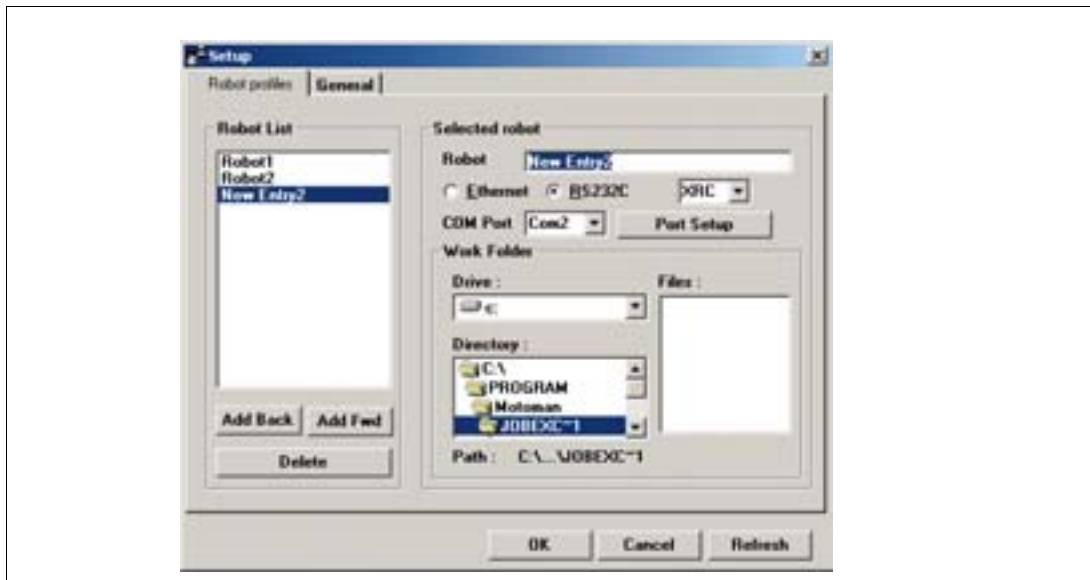 Setup
Robot profiles General
Robot List
Robot1
Robot2
New Entry2
Add Back Add Fwd
Delete
Selected robot
Robot New Entry2
Ethernet RS232C XRC
COM Port Com2 Port Setup
Work Folder
Drive :
c:
Files :
Directory :
C:\
PROGRAM
Motoman
JOBEXC~1
Path : C:\...\JOBEXC~1
OK Cancel Refresh